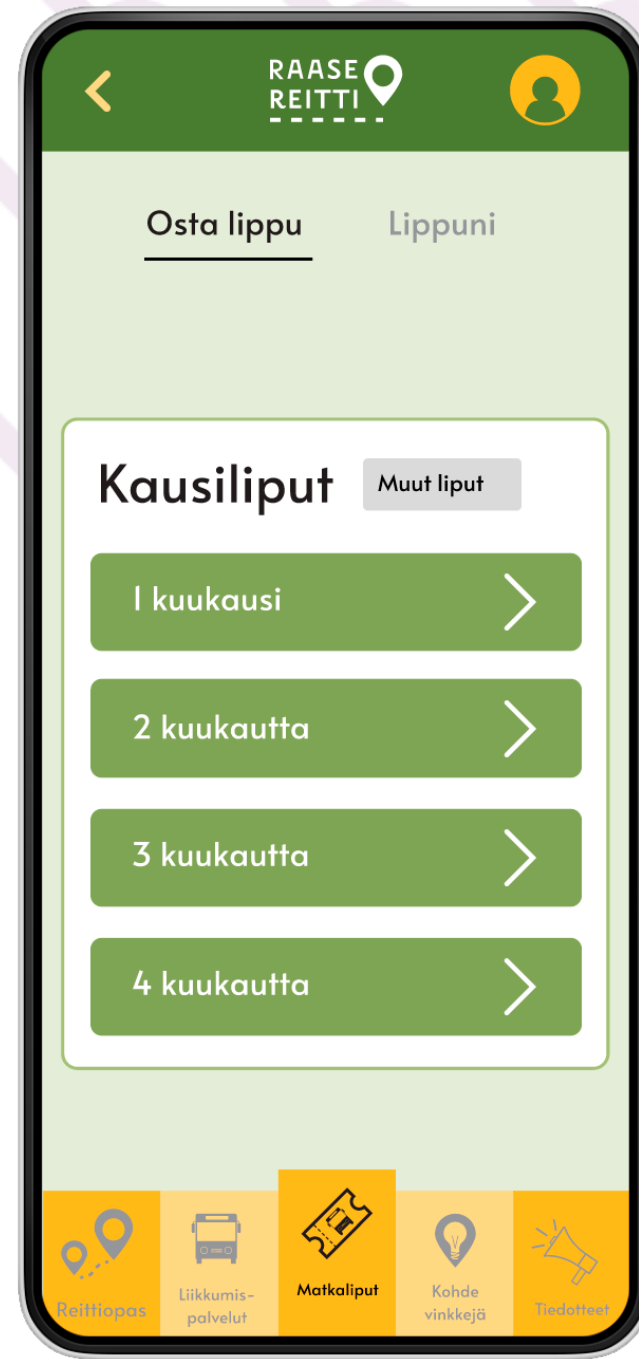 RAASE
REITTI
Osta lippu
Lippuni
Kausiliput
Muut liput
1 kuukausi
2 kuukautta
3 kuukautta
4 kuukautta
Reittiopas
Liikkumis-
palvelut
Matkaliput
Kohde
vinkkejä
Tiedotteet